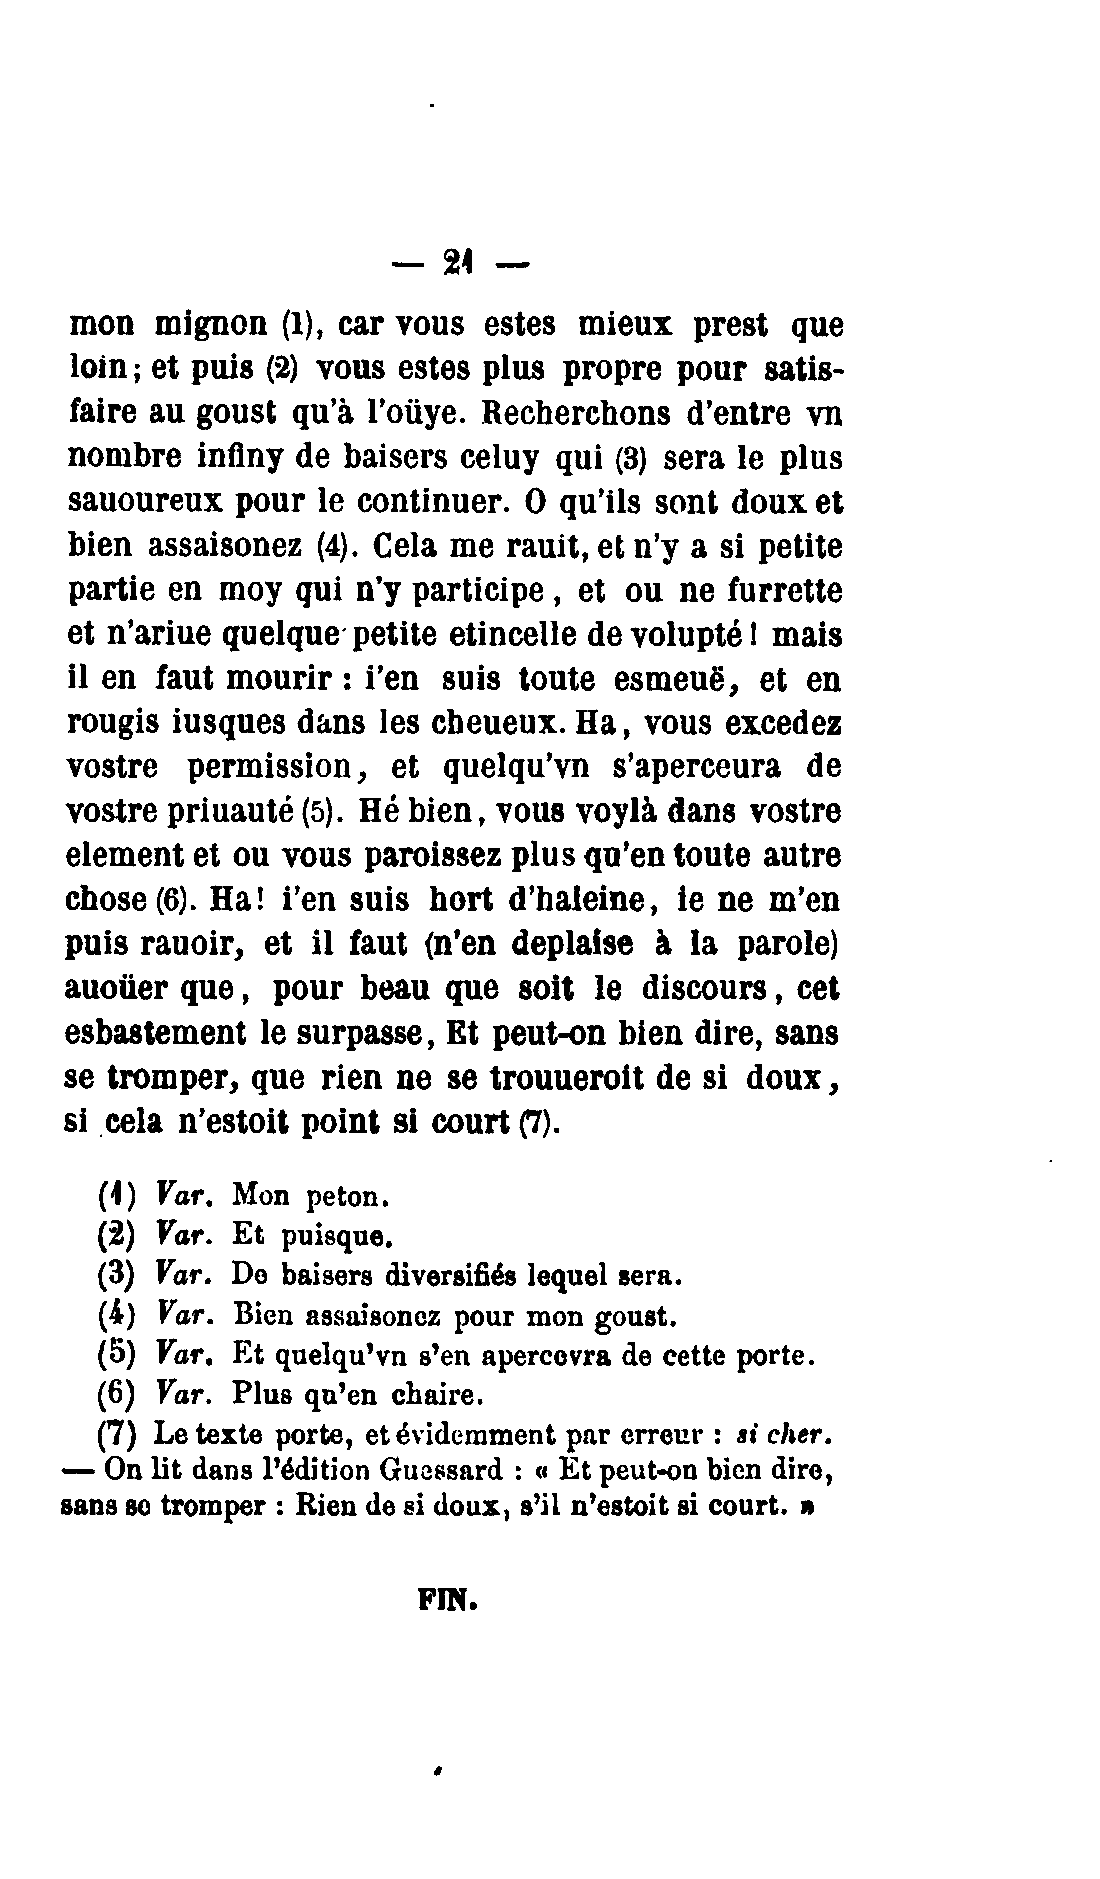 — 21 —
mon mignon (1), car vous estes mieux prest que
loin; et puis (2) vous estes plus propre pour satis-
faire au goust qu'à l'oüye. Recherchons d'entre vn
nombre infiny de baisers celuy qui (3) sera le plus
sauoureux pour le continuer. O qu'ils sont doux et
bien assaisonez (4). Cela me rauit, et n'y a si petite
partie en moy qui n'y participe, et ou ne furrette
et n'ariue quelque petite etincelle de volupté! mais
il en faut mourir : i'en suis toute esmeuë, et en
rougis iusques dans les cheueux. Ha, vous excedez
vostre permission, et quelqu'vn s'aperceura de
vostre priuauté (5). Hé bien, vous voylà dans vostre
element et ou vous paroissez plus qu'en toute autre
chose (6). Ha! i'en suis hort d'haleine, ie ne m'en
puis rauoir, et il faut (n'en deplaise à la parole)
auoüer que, pour beau que soit le discours, cet
esbastement le surpasse, Et peut-on bien dire, sans
se tromper, que rien ne se trouueroit de si doux,
si cela n'estoit point si court (7).
(1) Var. Mon peton.
(2) Var. Et puisque.
(3) Var. De baisers diversifiés lequel sera.
(4) Var. Bien assaisonez pour mon goust.
(5) Var. Et quelqu'vn s'en apercevra de cette porte.
(6) Var. Plus qu'en chaire.
(7) Le texte porte, et évidemment par erreur : si cher.
— On lit dans l'édition Guessard : « Et peut-on bien dire,
sans se tromper : Rien de si doux, s'il n'estoit si court. »
FIN.